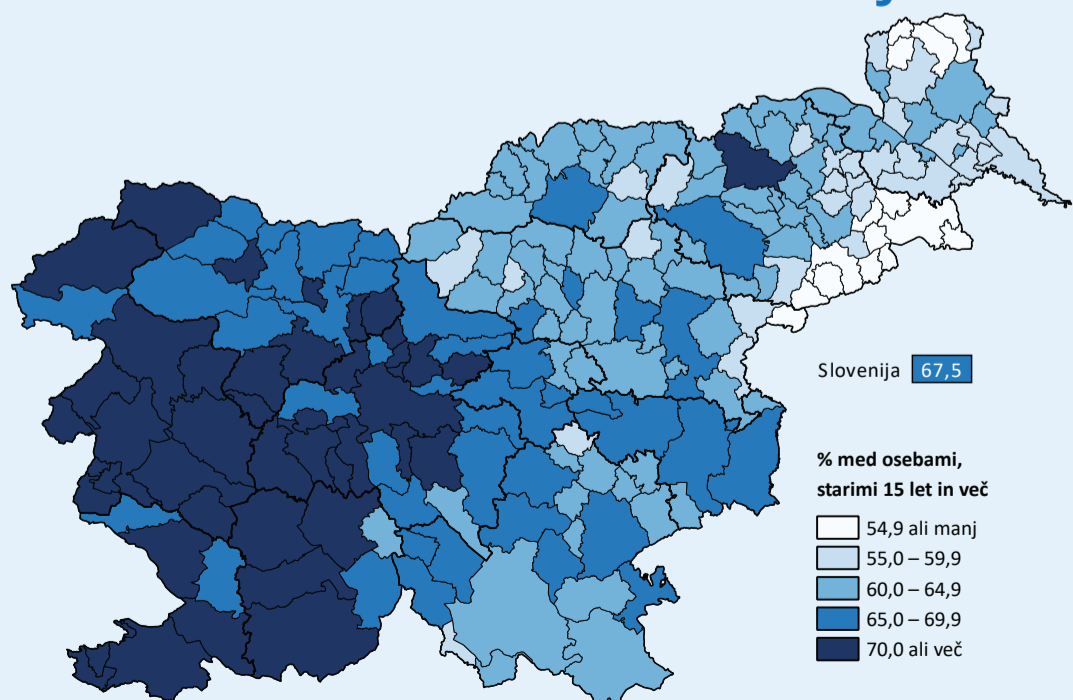 Slovenija 67,5
% med osebami,
starimi 15 let in več
54,9 ali manj
55,0 – 59,9
60,0 – 64,9
65,0 – 69,9
70,0 ali več